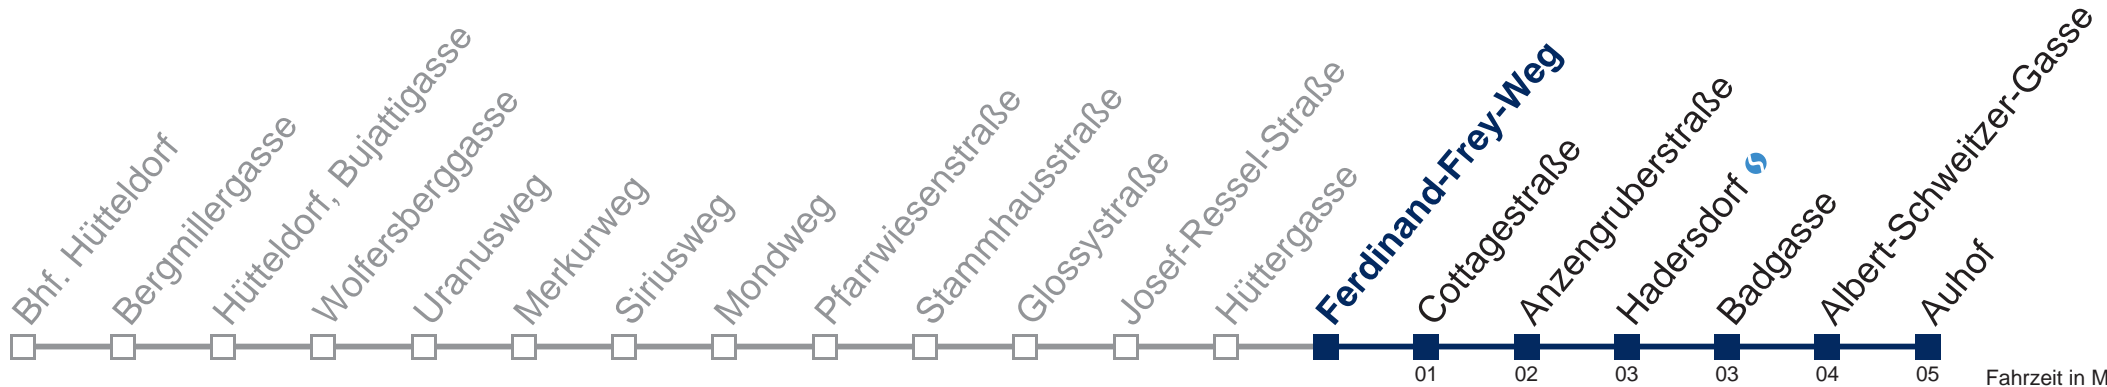 Bhf. Hütteldorf
Bergmillergasse
Hütteldorf, Bujattigasse
Wolfersberggasse
Uranusweg
Merkurweg
Siriusweg
Mondweg
Pfarrwiesenstraße
Stammhausstraße
Glossystraße
Josef-Ressel-Straße
Hüttergasse
Ferdinand-Frey-Weg
Cottagestraße
Anzengruberstraße
Hadersdorf
Badgasse
Albert-Schweitzer-Gasse
Auhof
01 02 03 03 04 05
Fahrzeit in M